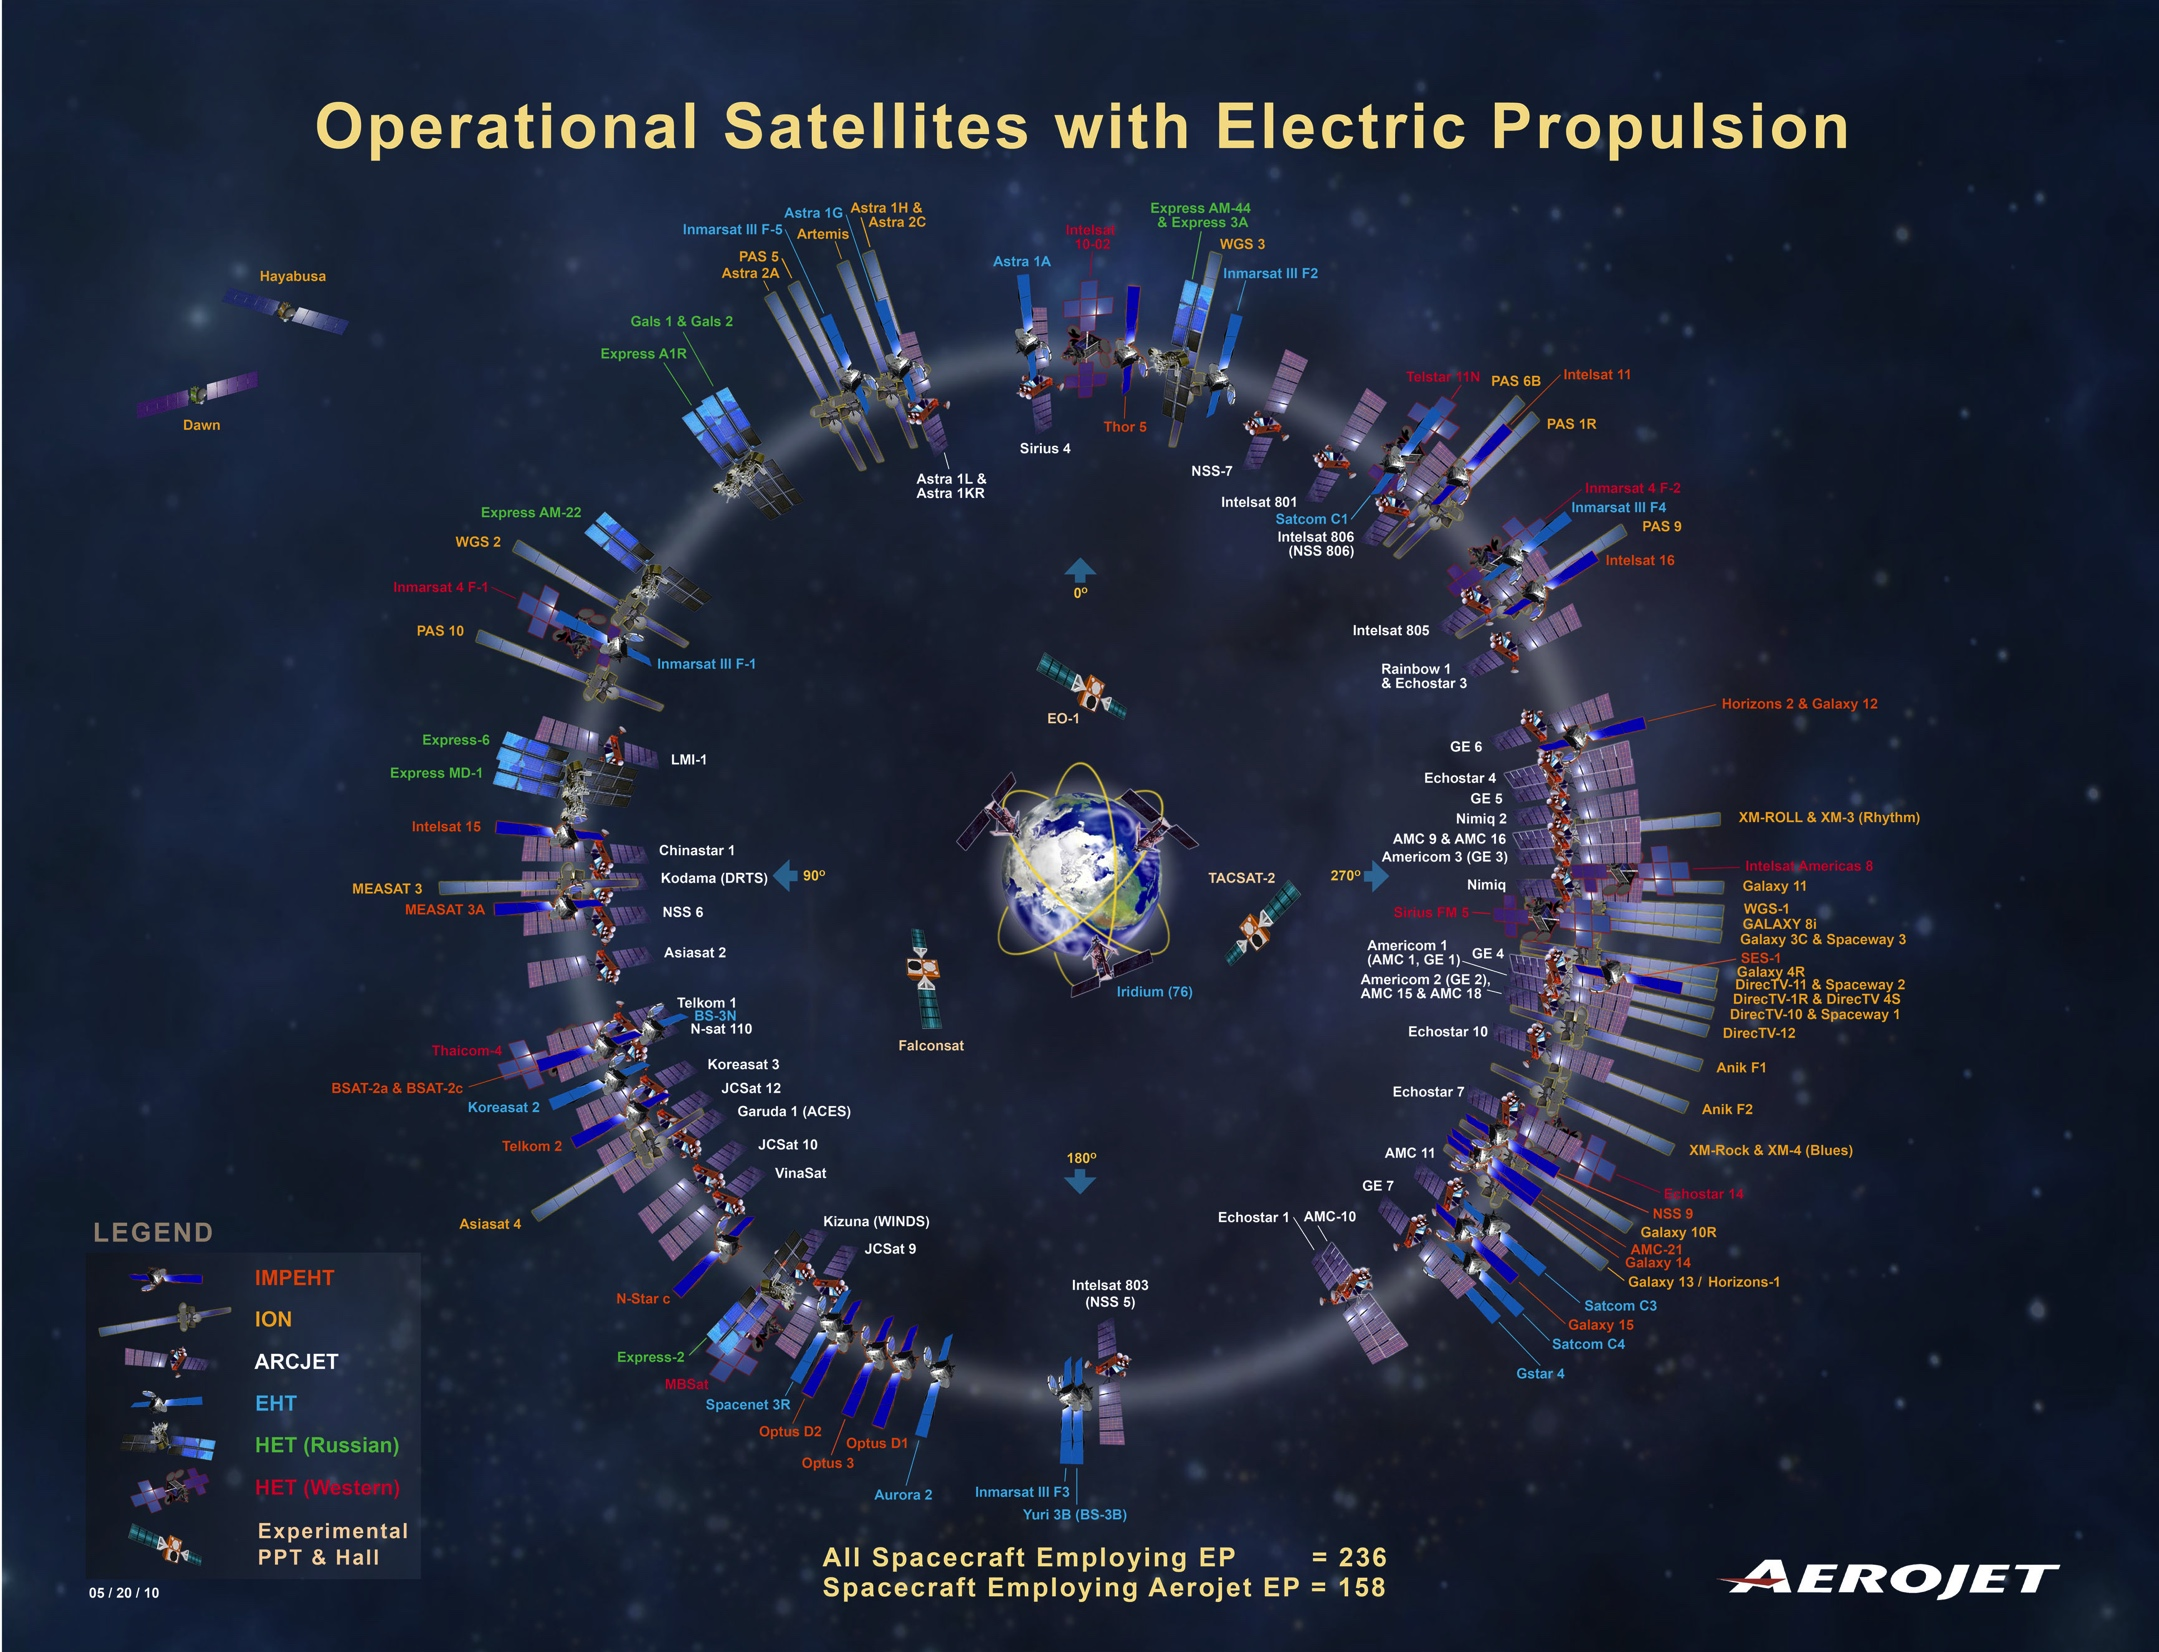 Operational Satellites with Electric Propulsion
Hayabusa
Dawn
Astra 1G
Astra 1H &
Astra 2C
Inmarsat III F-5
Artemis
PAS 5
Astra 2A
Gals 1 & Gals 2
Express A1R
Astra 1L &
Astra 1KR
Astra 1A
Intelsat
10-02
Sirius 4
Thor 5
Express AM-44
& Express 3A
WGS 3
Inmarsat III F2
NSS-7
Intelsat 801
Satcom C1
Intelsat 806
(NSS 806)
Telstar 11N
PAS 6B
Intelsat 11
PAS 1R
Inmarsat 4 F-2
Inmarsat III F4
PAS 9
Intelsat 16
Intelsat 805
Rainbow 1
& Echostar 3
Express AM-22
WGS 2
Inmarsat 4 F-1
PAS 10
Inmarsat III F-1
0º
EO-1
Express-6
Express MD-1
LMI-1
Intelsat 15
Chinastar 1
Kodama (DRTS)
MEASAT 3
MEASAT 3A
NSS 6
Asiasat 2
90º
TACSAT-2
270º
Iridium (76)
Falconsat
Horizons 2 & Galaxy 12
GE 6
Echostar 4
GE 5
Nimiq 2
AMC 9 & AMC 16
Americom 3 (GE 3)
Nimiq
XM-ROLL & XM-3 (Rhythm)
Intelsat Americas 8
Galaxy 11
Sirius FM 5
WGS-1
GALAXY 8i
Galaxy 3C & Spaceway 3
Americom 1
(AMC 1, GE 1)
GE 4
SES-1
Galaxy 4R
Americom 2 (GE 2),
AMC 15 & AMC 18
DirecTV-11 & Spaceway 2
DirecTV-1R & DirecTV 4S
DirecTV-10 & Spaceway 1
DirecTV-12
Echostar 10
Anik F1
Echostar 7
Anik F2
XM-Rock & XM-4 (Blues)
AMC 11
GE 7
Echostar 14
NSS 9
Galaxy 10R
AMC-21
Galaxy 14
Galaxy 13 / Horizons-1
Satcom C3
Galaxy 15
Satcom C4
Gstar 4
Telkom 1
BS-3N
N-sat 110
Thaicom-4
BSAT-2a & BSAT-2c
Koreasat 2
Koreasat 3
JCSat 12
Garuda 1 (ACES)
Telkom 2
JCSat 10
VinaSat
Asiasat 4
Kizuna (WINDS)
JCSat 9
N-Star c
Express-2
MBSat
Spacenet 3R
Optus D2
Optus 3
Optus D1
Aurora 2
180º
Echostar 1
AMC-10
Intelsat 803
(NSS 5)
Inmarsat III F3
Yuri 3B (BS-3B)
LEGEND
IMPEHT
ION
ARCJET
EHT
HET (Russian)
HET (Western)
Experimental
PPT & Hall
05 / 20 / 10
All Spacecraft Employing EP = 236
Spacecraft Employing Aerojet EP = 158
AEROJET